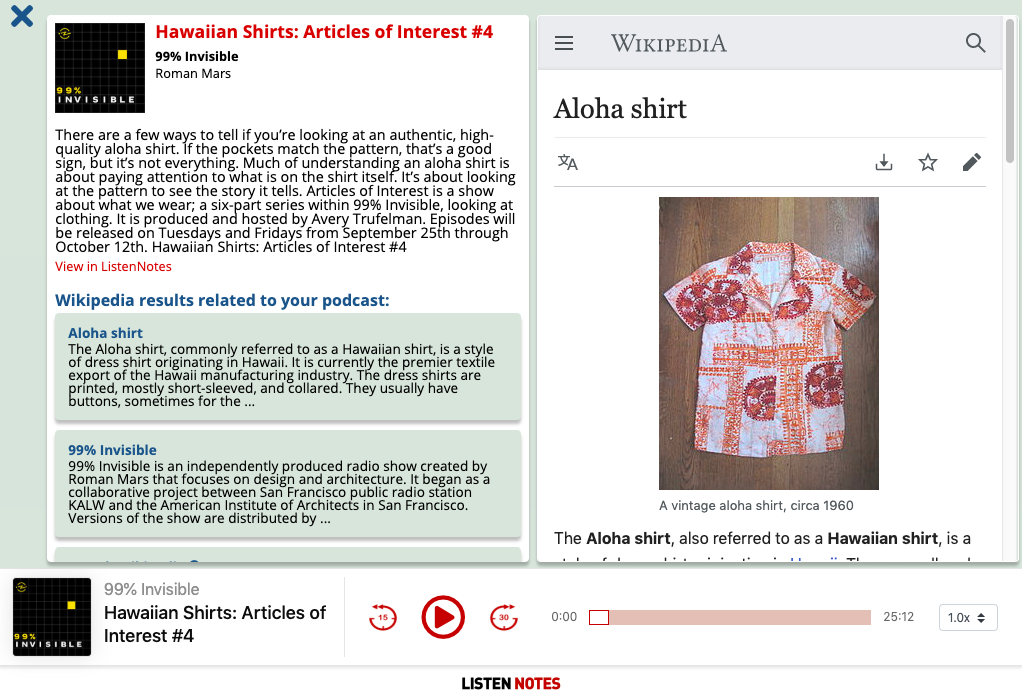 Hawaiian Shirts: Articles of Interest #4
99% Invisible
Roman Mars
99%
INVISIBLE
There are a few ways to tell if you’re looking at an authentic, high-
quality aloha shirt. If the pockets match the pattern, that’s a good
sign, but it’s not everything. Much of understanding an aloha shirt is
about paying attention to what is on the shirt itself. It’s about looking
at the pattern to see the story it tells. Articles of Interest is a show
about what we wear; a six-part series within 99% Invisible, looking at
clothing. It is produced and hosted by Avery Trufelman. Episodes will
be released on Tuesdays and Fridays from September 25th through
October 12th. Hawaiian Shirts: Articles of Interest #4
View in ListenNotes
Wikipedia results related to your podcast:
Aloha shirt
The Aloha shirt, commonly referred to as a Hawaiian shirt, is a style
of dress shirt originating in Hawaii. It is currently the premier textile
export of the Hawaii manufacturing industry. The dress shirts are
printed, mostly short-sleeved, and collared. They usually have
buttons, sometimes for the ...
99% Invisible
99% Invisible is an independently produced radio show created by
Roman Mars that focuses on design and architecture. It began as a
collaborative project between San Francisco public radio station
KALW and the American Institute of Architects in San Francisco.
Versions of the show are distributed by ...
WIKIPEDIA
Aloha shirt
A vintage aloha shirt, circa 1960
The Aloha shirt, also referred to as a Hawaiian shirt, is a
99%
INVISIBLE
99% Invisible
Hawaiian Shirts: Articles of
Interest #4
15
30
0:00
25:12
1.0x
LISTEN NOTES